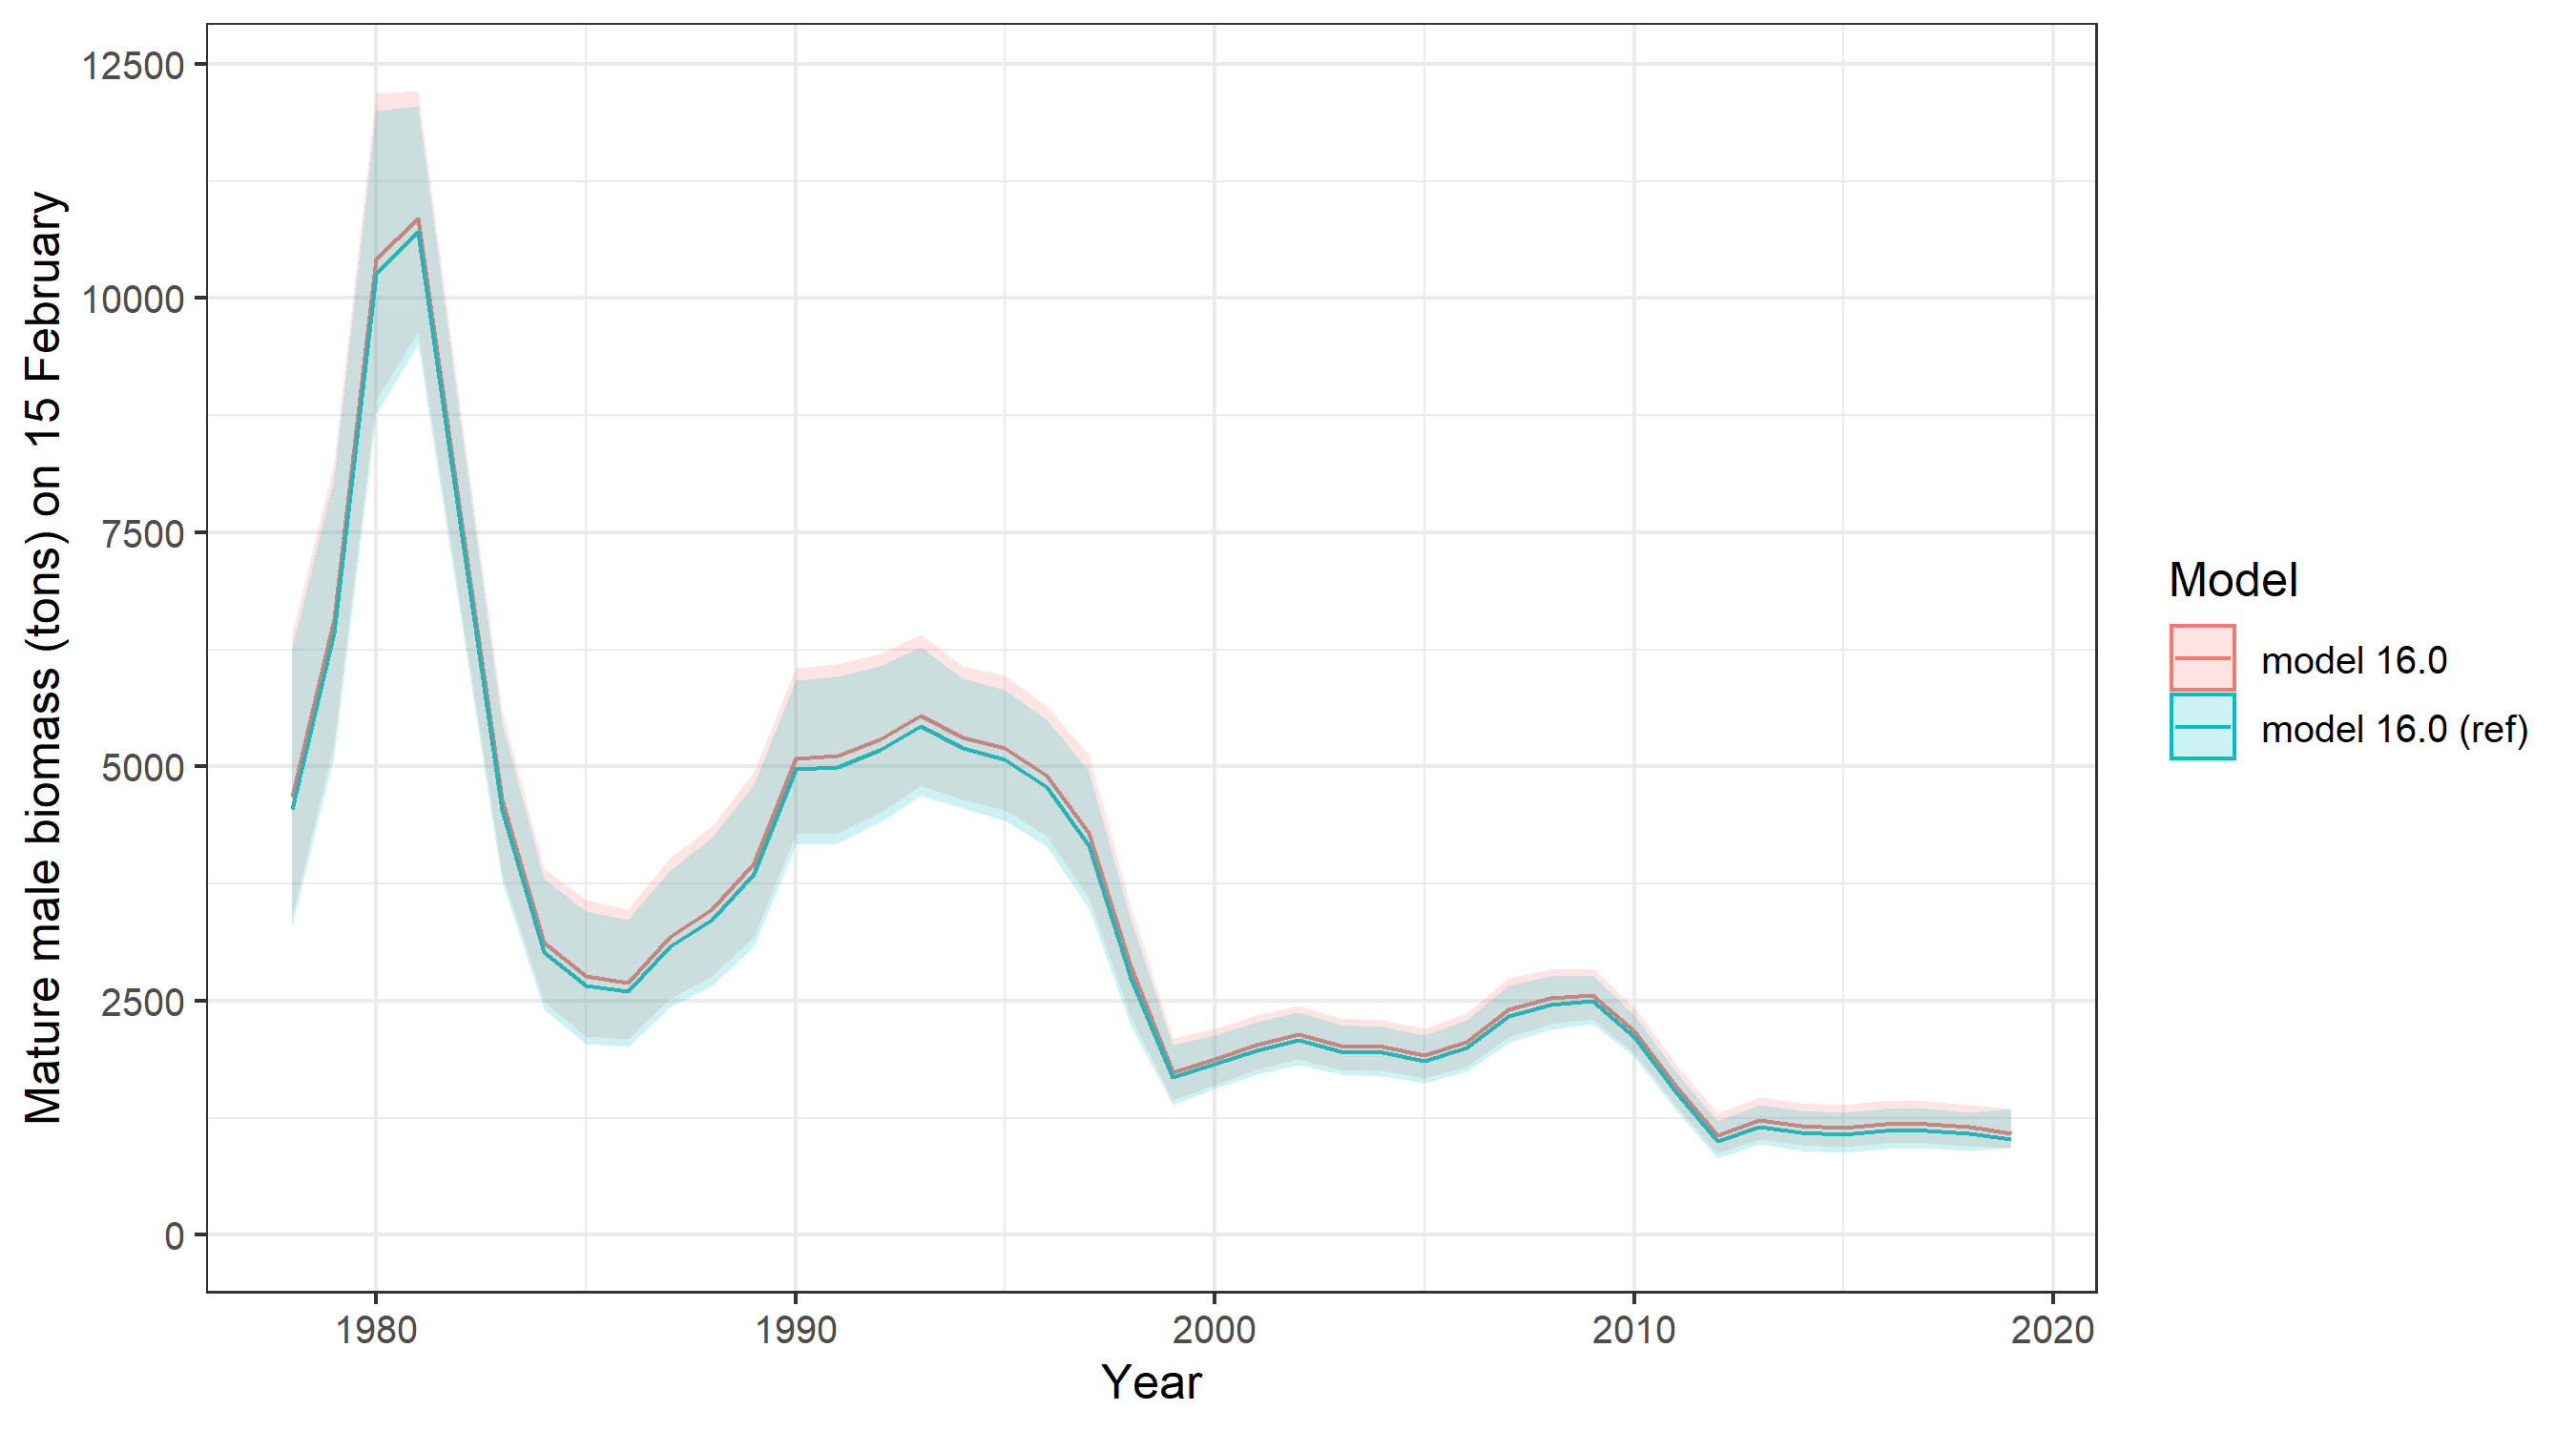 Mature male biomass (tons) on 15 February
12500
10000
7500
5000
2500
0
1980
1990
2000
2010
2020
Year
Model
model 16.0
model 16.0 (ref)